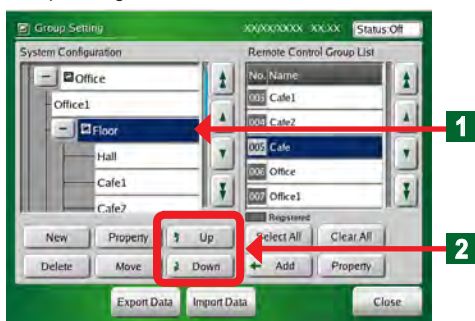 Group Setting XX/XX/XXXX XX:XX Status:Off
System Configuration
Office
Office1
Floor
Hall
Cafe1
Cafe2
Remote Control Group List
No. Name
003 Cafe1
004 Cafe2
005 Cafe
006 Office
007 Office1
Registered
New Property Up Select All Clear All
Delete Move Down Add Property
Export Data Import Data Close
1
2